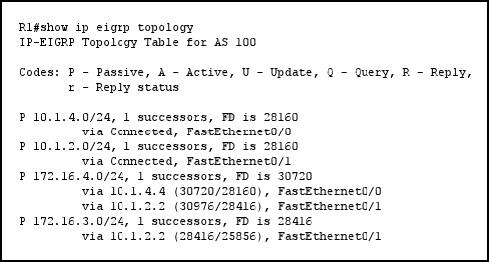 R1#show ip eigrp topology
IP-EIGRP Topology Table for AS 100
Codes: P - Passive, A - Active, U - Update, Q - Query, R - Reply,
r - Reply status
P 10.1.4.0/24, 1 successors, FD is 28160
via Connected, FastEthernet0/0
P 10.1.2.0/24, 1 successors, FD is 28160
via Connected, FastEthernet0/1
P 172.16.4.0/24, 1 successors, FD is 30720
via 10.1.4.4 (30720/28160), FastEthernet0/0
via 10.1.2.2 (30976/28416), FastEthernet0/1
P 172.16.3.0/24, 1 successors, FD is 28416
via 10.1.2.2 (28416/25856), FastEthernet0/1